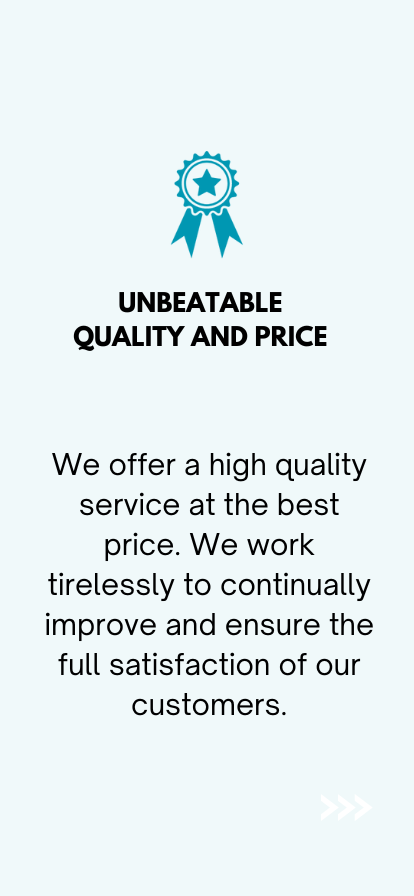 UNBEATABLE
QUALITY AND PRICE
We offer a high quality
service at the best
price. We work
tirelessly to continually
improve and ensure the
full satisfaction of our
customers.